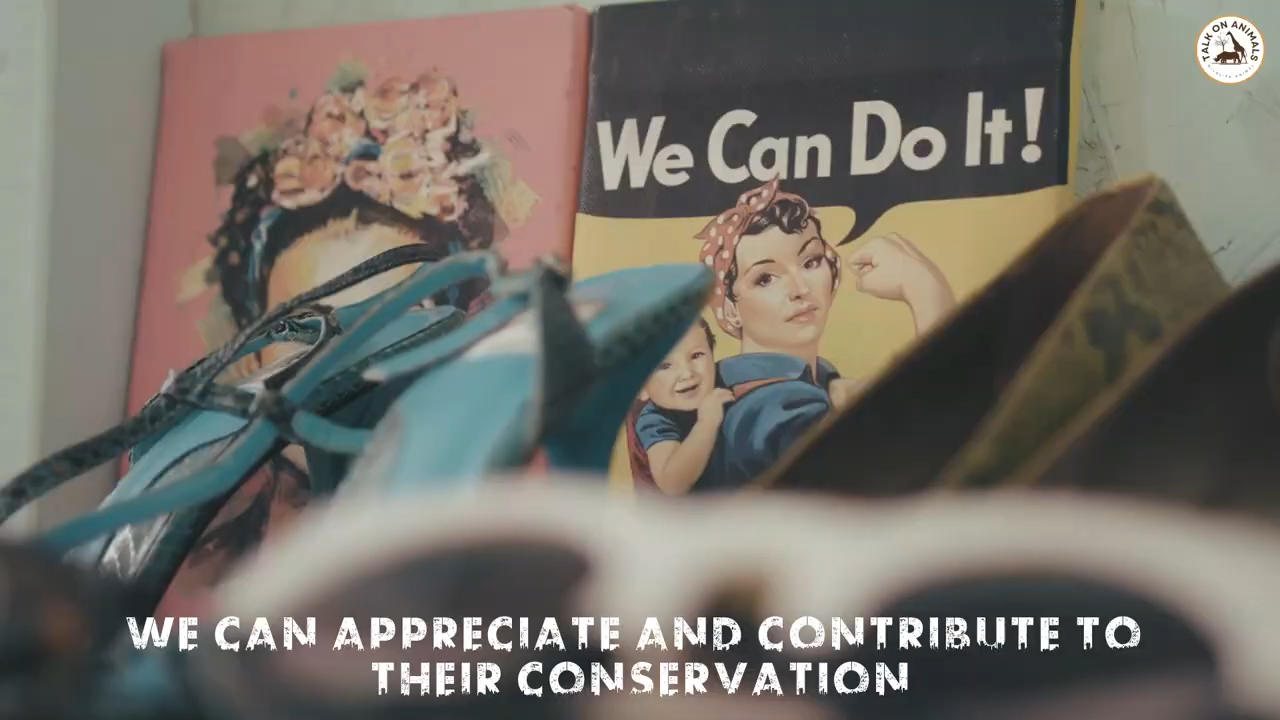 We Can Do It!
TALK ON ANIMALS
WE CAN APPRECIATE AND CONTRIBUTE TO
THEIR CONSERVATION